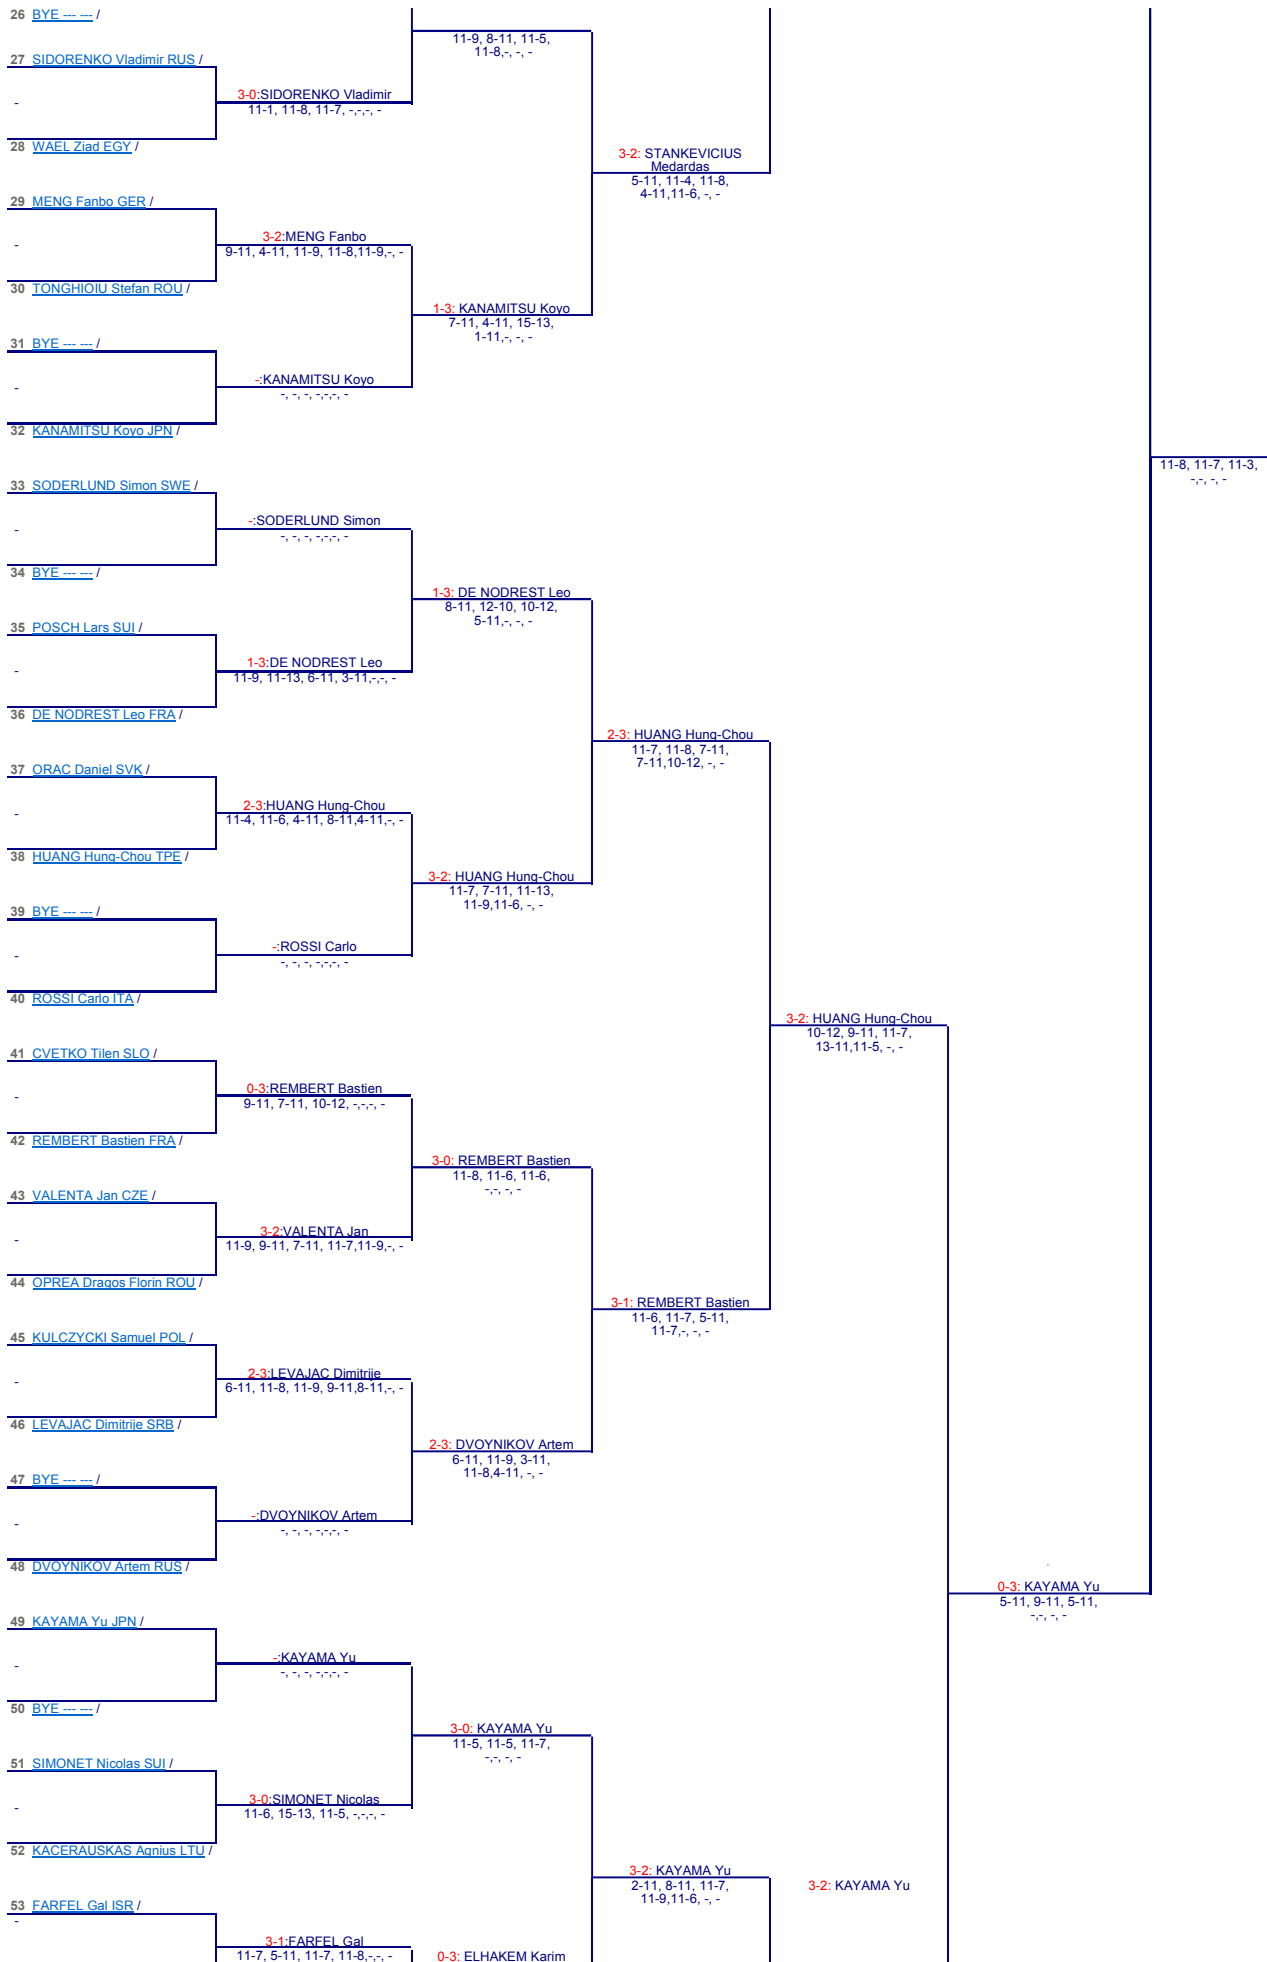 26 BYE --- --- /
11-9, 8-11, 11-5,
11-8,-, -, -
27 SIDORENKO Vladimir RUS /
-
3-0:SIDORENKO Vladimir
11-1, 11-8, 11-7, -,-,-, -
28 WAEL Ziad EGY /
3-2: STANKEVICIUS
Medardas
5-11, 11-4, 11-8,
4-11,11-6, -, -
29 MENG Fanbo GER /
-
3-2:MENG Fanbo
9-11, 4-11, 11-9, 11-8,11-9,-, -
30 TONGHIOIU Stefan ROU /
1-3: KANAMITSU Koyo
7-11, 4-11, 15-13,
1-11,-, -, -
31 BYE --- --- /
-
-:KANAMITSU Koyo
-, -, -, -,-,-, -
32 KANAMITSU Koyo JPN /
11-8, 11-7, 11-3,
-,-, -, -
33 SODERLUND Simon SWE /
-
-:SODERLUND Simon
-, -, -, -,-,-, -
34 BYE --- --- /
1-3: DE NODREST Leo
8-11, 12-10, 10-12,
5-11,-, -, -
35 POSCH Lars SUI /
-
1-3:DE NODREST Leo
11-9, 11-13, 6-11, 3-11,-,-, -
36 DE NODREST Leo FRA /
2-3: HUANG Hung-Chou
11-7, 11-8, 7-11,
7-11,10-12, -, -
37 ORAC Daniel SVK /
-
2-3:HUANG Hung-Chou
11-4, 11-6, 4-11, 8-11,4-11,-, -
38 HUANG Hung-Chou TPE /
3-2: HUANG Hung-Chou
11-7, 7-11, 11-13,
11-9,11-6, -, -
39 BYE --- --- /
-
-:ROSSI Carlo
-, -, -, -,-,-, -
40 ROSSI Carlo ITA /
3-2: HUANG Hung-Chou
10-12, 9-11, 11-7,
13-11,11-5, -, -
41 CVETKO Tilen SLO /
-
0-3:REMBERT Bastien
9-11, 7-11, 10-12, -,-,-, -
42 REMBERT Bastien FRA /
3-0: REMBERT Bastien
11-8, 11-6, 11-6,
-,-, -, -
43 VALENTA Jan CZE /
-
3-2:VALENTA Jan
11-9, 9-11, 7-11, 11-7,11-9,-, -
44 OPREA Dragos Florin ROU /
3-1: REMBERT Bastien
11-6, 11-7, 5-11,
11-7,-, -, -
45 KULCZYCKI Samuel POL /
-
2-3:LEVAJAC Dimitrije
6-11, 11-8, 11-9, 9-11,8-11,-, -
46 LEVAJAC Dimitrije SRB /
2-3: DVOYNIKOV Artem
6-11, 11-9, 3-11,
11-8,4-11, -, -
47 BYE --- --- /
-
-:DVOYNIKOV Artem
-, -, -, -,-,-, -
48 DVOYNIKOV Artem RUS /
-
0-3: KAYAMA Yu
5-11, 9-11, 5-11,
-,-, -, -
49 KAYAMA Yu JPN /
-
-:KAYAMA Yu
-, -, -, -,-,-, -
50 BYE --- --- /
3-0: KAYAMA Yu
11-5, 11-5, 11-7,
-,-, -, -
51 SIMONET Nicolas SUI /
-
3-0:SIMONET Nicolas
11-6, 15-13, 11-5, -,-,-, -
52 KACERAUSKAS Agnius LTU /
3-2: KAYAMA Yu
2-11, 8-11, 11-7,
11-9,11-6, -, -
3-2: KAYAMA Yu
53 FARFEL Gal ISR /
-
3-1:FARFEL Gal
11-7, 5-11, 11-7, 11-8,-,-, -
0-3: ELHAKEM Karim